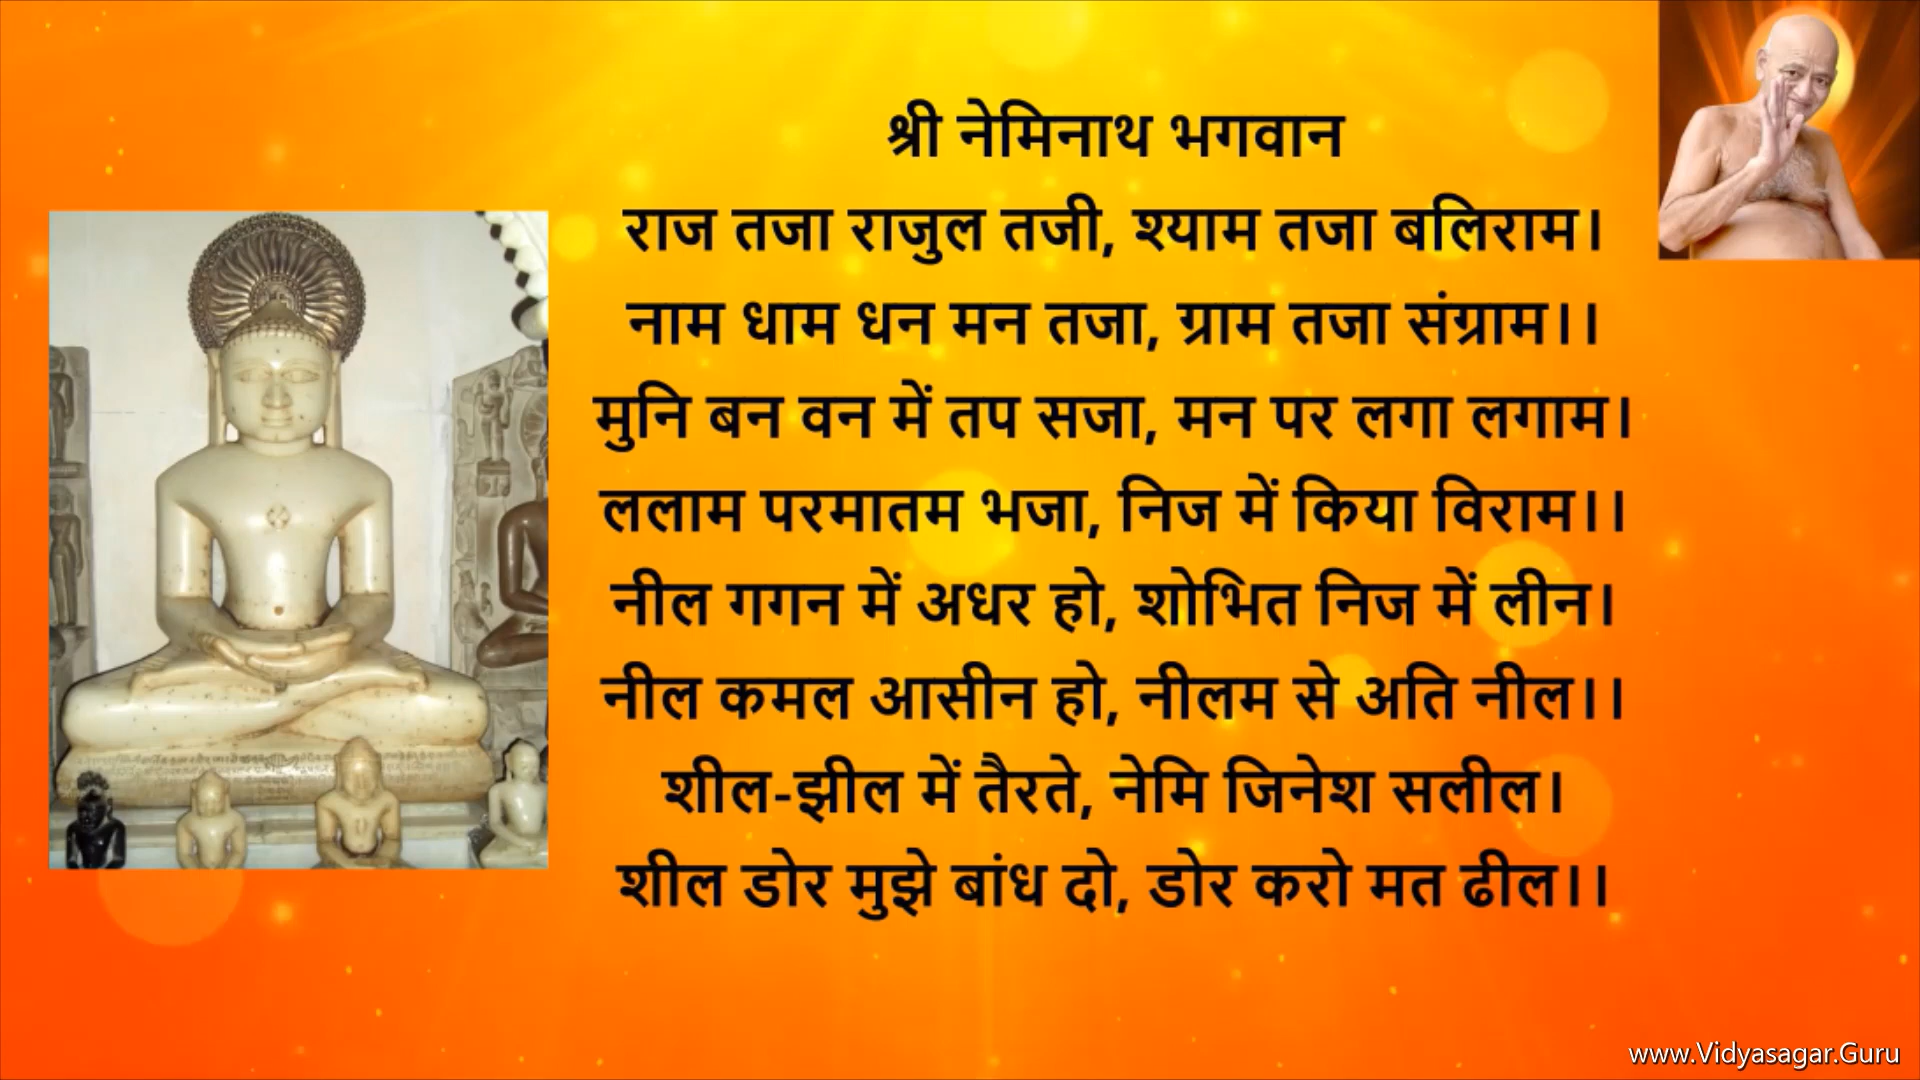 श्री नेमिनाथ भगवान
राज तजा राजुल तजी, श्याम तजा बलिराम।
नाम धाम धन मन तजा, ग्राम तजा संग्राम।।
मुनि बन वन में तप सजा, मन पर लगा लगाम।
ललाम परमातम भजा, निज में किया विराम।।
नील गगन में अधर हो, शोभित निज में लीन।
नील कमल आसीन हो, नीलम से अति नील।।
शील-झील में तैरते, नेमि जिनेश सलील।
शील डोर मुझे बांध दो, डोर करो मत ढील।।
www.Vidyasagar.Guru